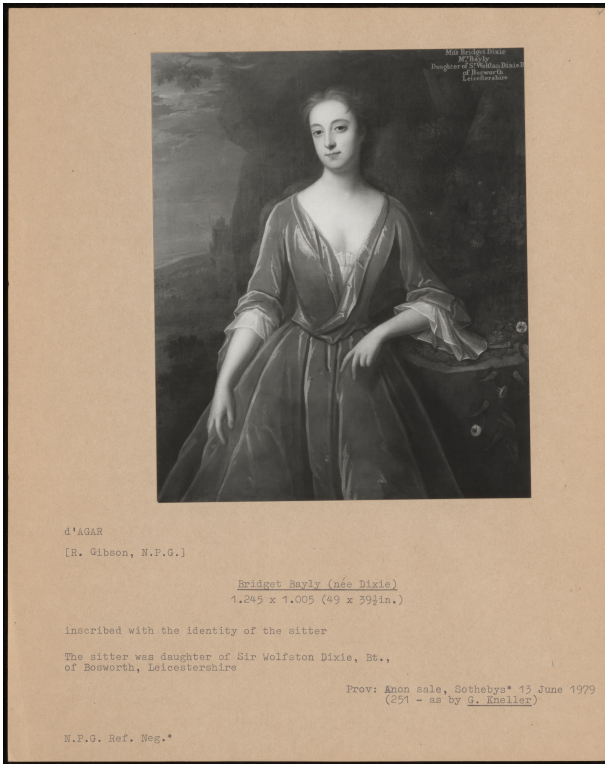 Miss Bridget Dixie
Mrs Bayly
Daughter of Sr. Wolstan Dixie B
of Bosworth
Leicestershire
d'AGAR
[R. Gibson, N.P.G.]
Bridget Bayly (née Dixie)
1.245 x 1.005 (49 x 39½in.)
inscribed with the identity of the sitter
The sitter was daughter of Sir Wolfston Dixie, Bt.,
of Bosworth, Leicestershire
Prov: Anon sale, Sothebys* 13 June 1979
(251 - as by G. Kneller)
N.P.G. Ref. Neg.*